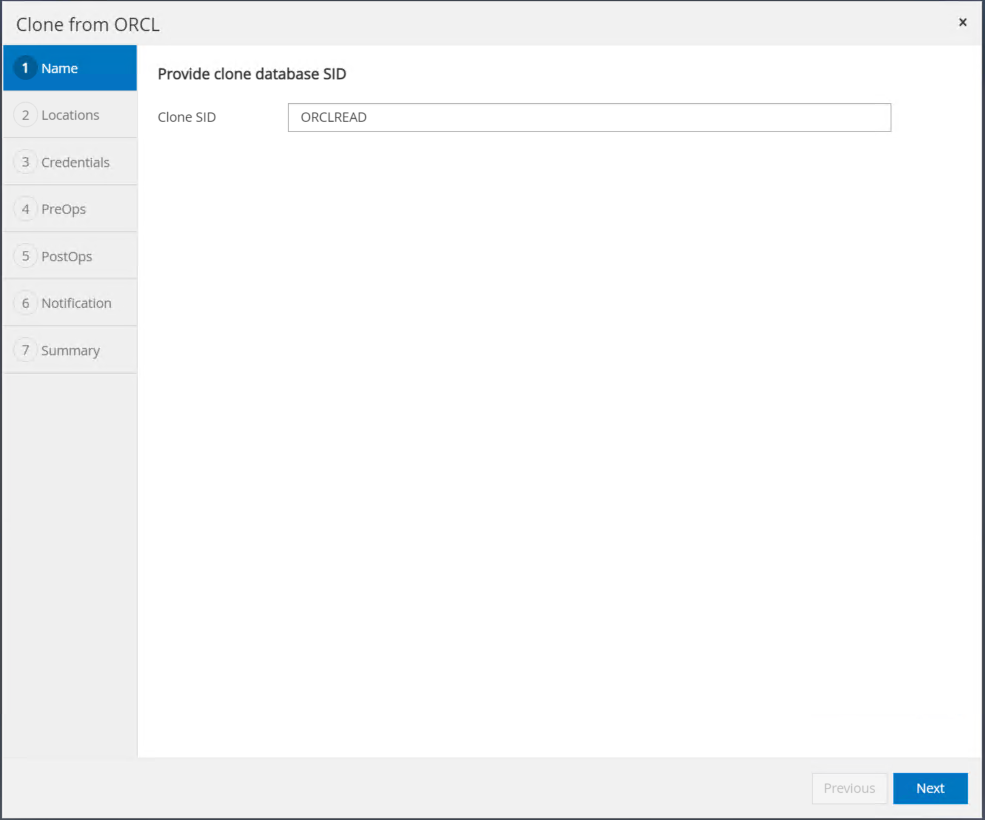 Clone from ORCL
×
1 Name
2 Locations
3 Credentials
4 PreOps
5 PostOps
6 Notification
7 Summary
Provide clone database SID
Clone SID ORCLREAD
Previous Next